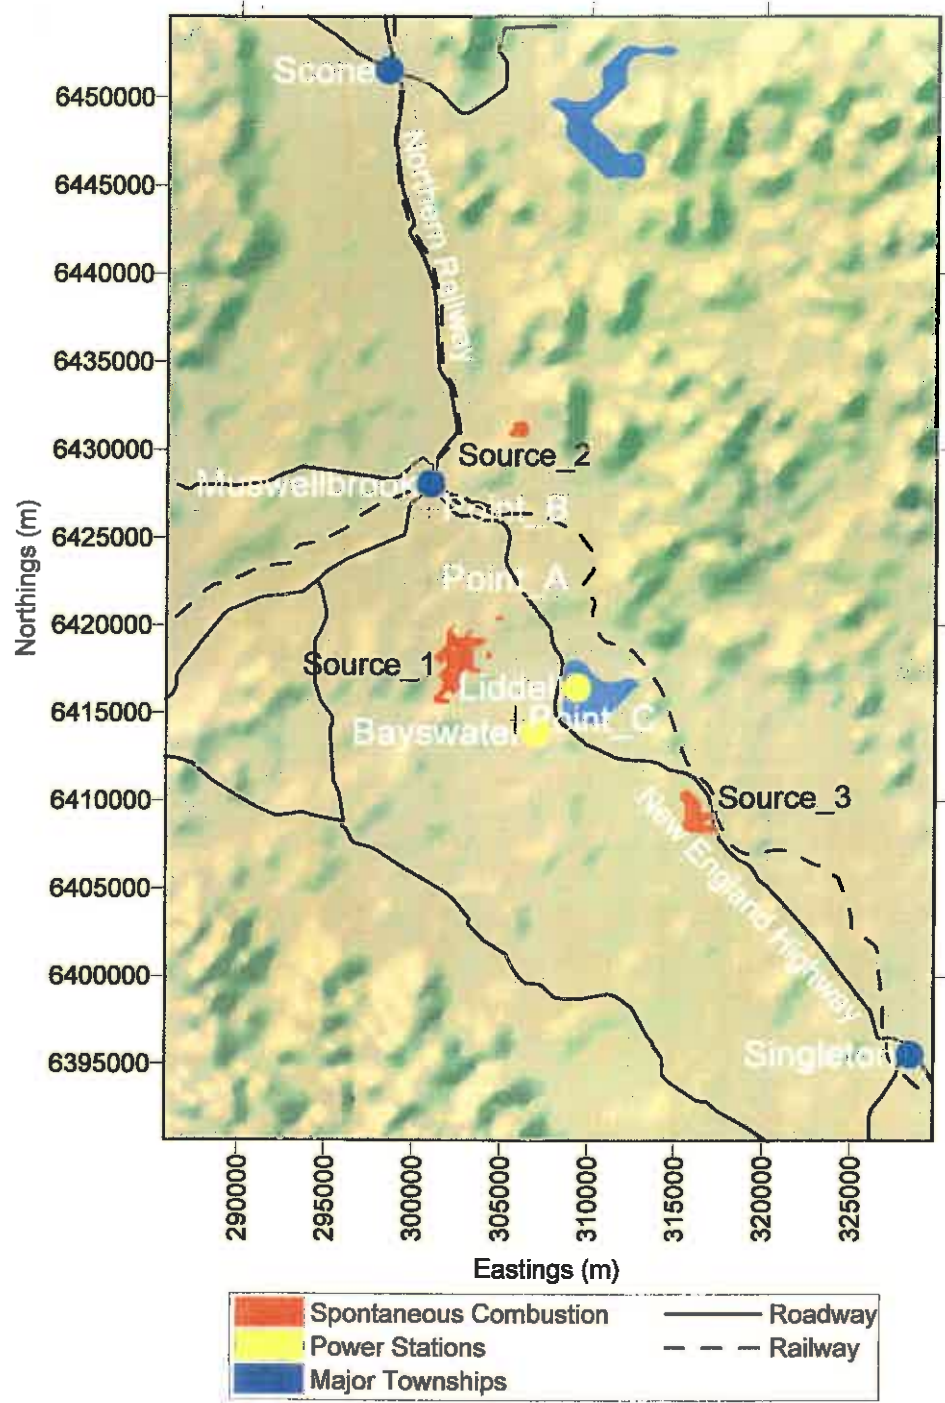 Scone
6450000
6445000
Northern Railway
6440000
6435000
6430000
Source_2
Muswellbrook
Point_B
6425000
Point_A
6420000
Source_1
Liddell
6415000
Point_C
Bayswater
Source_3
6410000
New England Highway
6405000
6400000
Singleton
6395000
Northings (m)
290000
295000
300000
305000
310000
315000
320000
325000
Eastings (m)
Spontaneous Combustion
Roadway
Power Stations
Railway
Major Townships